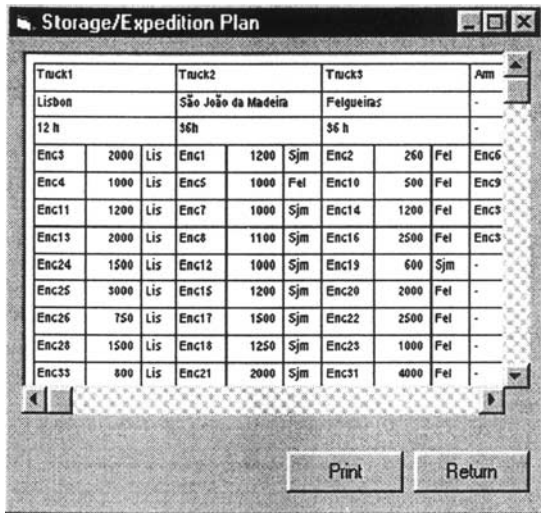 Storage/Expedition Plan
Truck1 Truck2 Truck3 Arm
Lisbon São João da Madeira Felgueiras -
12 h 36h 36 h -
Enc3 2000 Lis Enc1 1200 Sjm Enc2 260 Fel Enc6
Enc4 1000 Lis Enc5 1000 Fel Enc10 500 Fel Enc9
Enc11 1200 Lis Enc7 1000 Sjm Enc14 1200 Fel Enc3
Enc13 2000 Lis Enc8 1100 Sjm Enc16 2500 Fel Enc3
Enc24 1500 Lis Enc12 1000 Sjm Enc19 600 Sjm -
Enc25 3000 Lis Enc15 1200 Sjm Enc20 2000 Fel -
Enc26 750 Lis Enc17 1500 Sjm Enc22 2500 Fel -
Enc28 1500 Lis Enc18 1250 Sjm Enc23 1000 Fel -
Enc33 800 Lis Enc21 2000 Sjm Enc31 4000 Fel -
Print Return